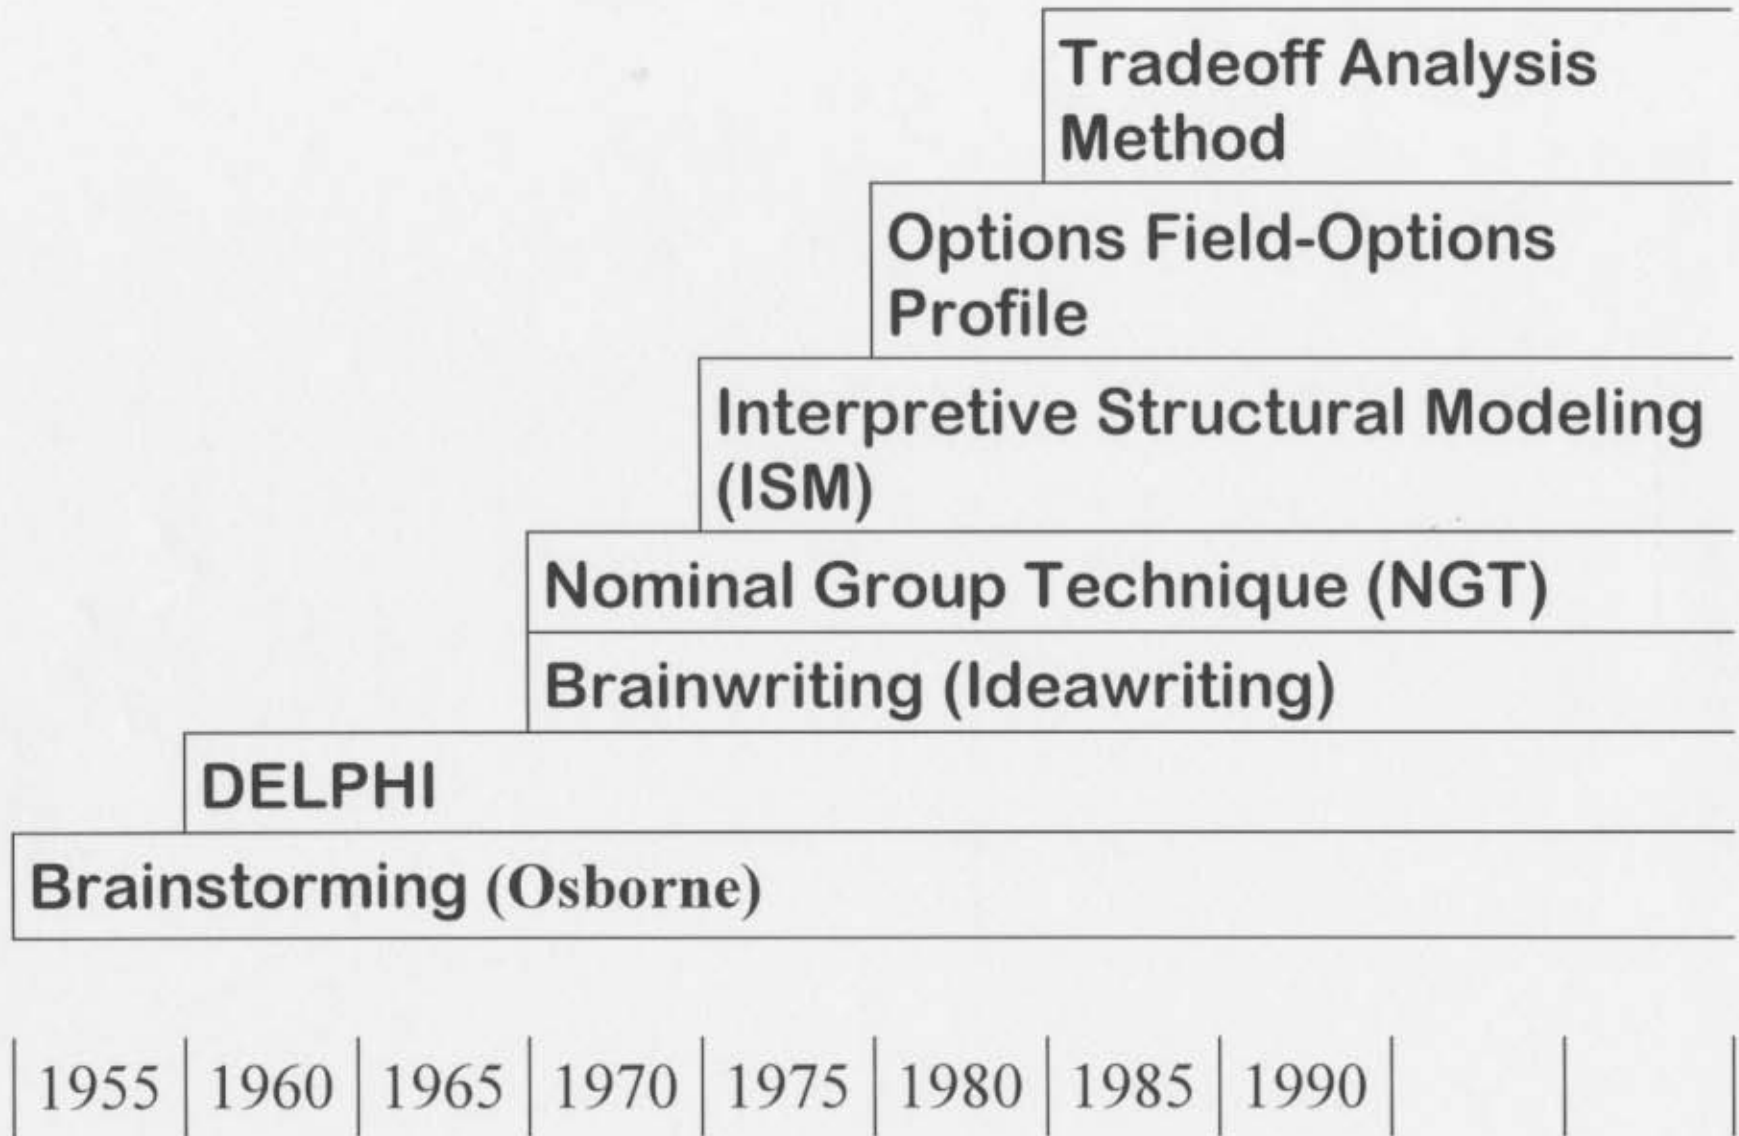 Tradeoff Analysis
Method
Options Field-Options
Profile
Interpretive Structural Modeling
(ISM)
Nominal Group Technique (NGT)
Brainwriting (Ideawriting)
DELPHI
Brainstorming (Osborne)
1955 1960 1965 1970 1975 1980 1985 1990